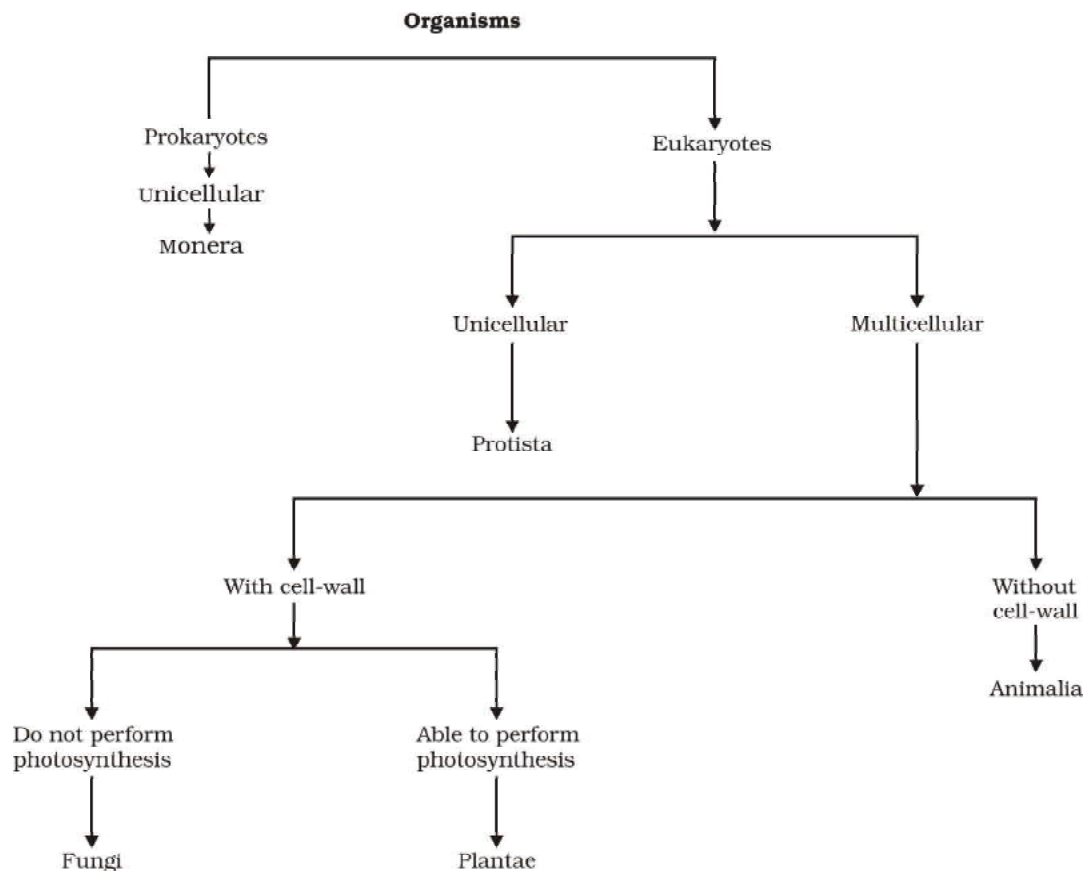 Organisms
Prokaryotes
Eukaryotes
Unicellular
Monera
Unicellular
Multicellular
Protista
With cell-wall
Without
cell-wall
Animalia
Do not perform
photosynthesis
Able to perform
photosynthesis
Fungi
Plantae